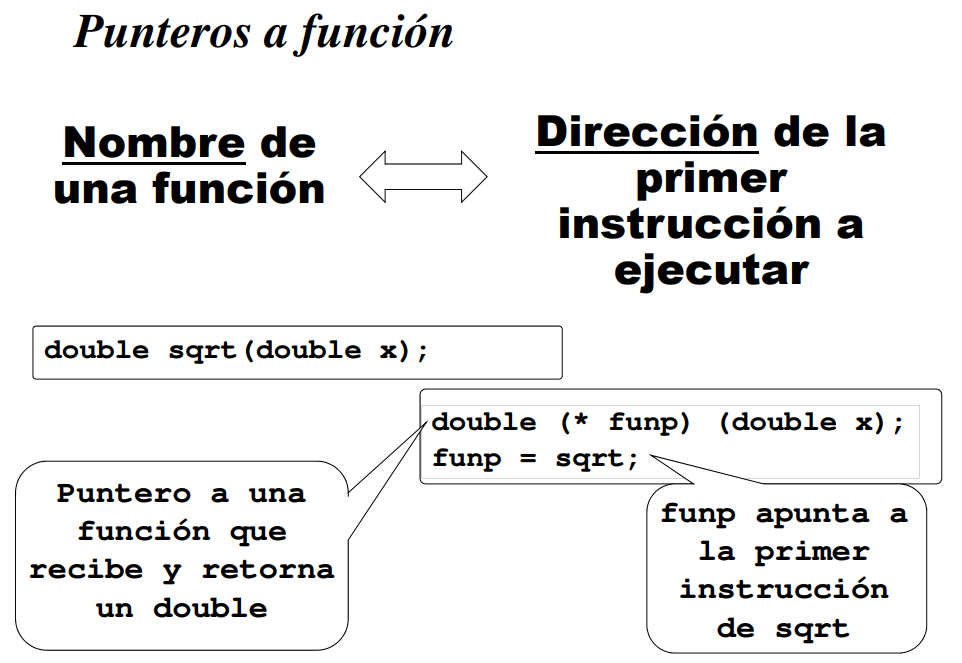 Punteros a función
Nombre de
una función
Dirección de la
primer
instrucción a
ejecutar
double sqrt(double x);
double (* funp) (double x);
funp = sqrt;
Puntero a una
función que
recibe y retorna
un double
funp apunta a
la primer
instrucción
de sqrt